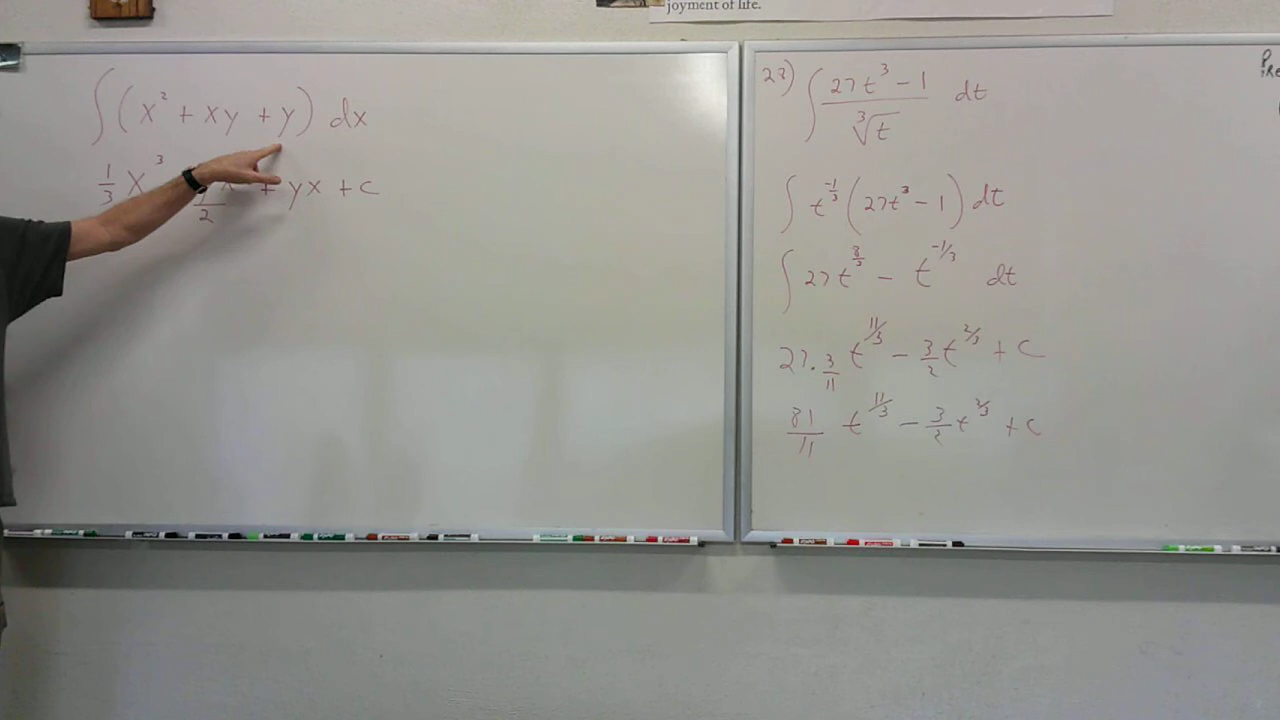 joyment of life.
∫ (x² + xy + y) dx
1/3 x³ /2 x + yx + c
23) ∫ (27t³ - 1)/∛t dt
∫ t^(-1/3) (27t³ - 1) dt
∫ 27t^(8/3) - t^(-1/3) dt
27 · 3/11 t^(11/3) - 3/2 t^(2/3) + c
81/11 t^(11/3) - 3/2 t^(2/3) + c